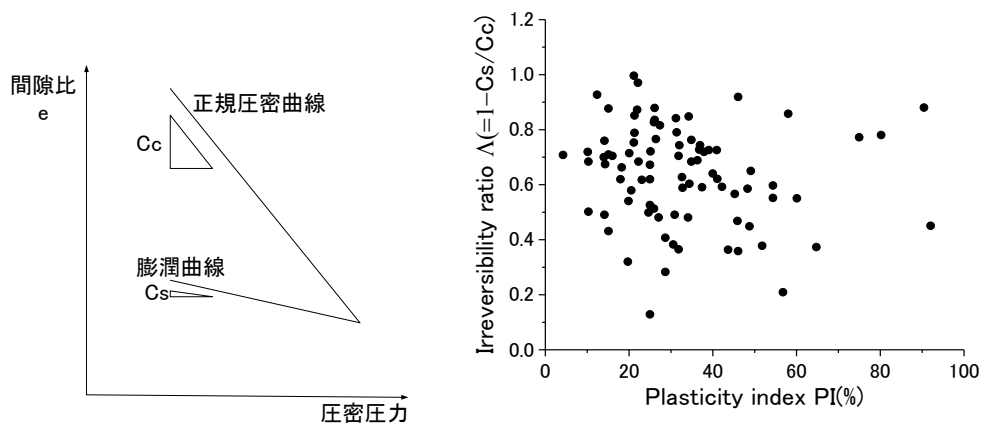 間隙比
e
正規圧密曲線
Cc
膨潤曲線
Cs
圧密圧力
Irreversibility ratio Λ(=1-Cs/Cc)
1.2
1.0
0.8
0.6
0.4
0.2
0.0
0 20 40 60 80 100
Plasticity index PI(%)